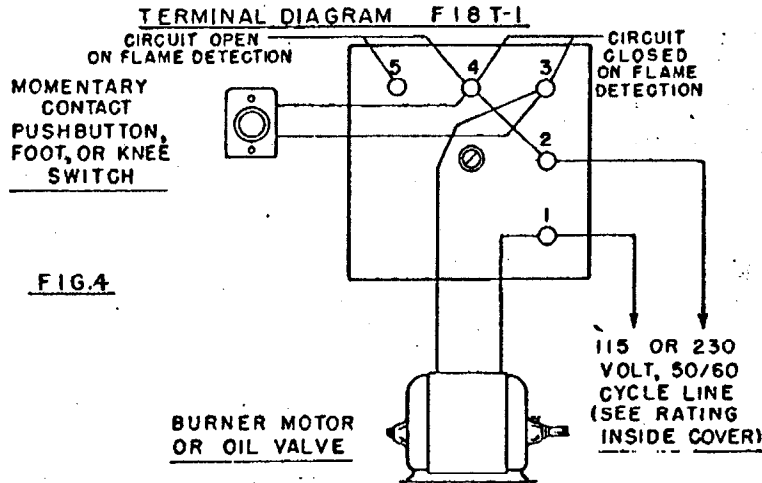 TERMINAL DIAGRAM F18T-1
CIRCUIT OPEN
ON FLAME DETECTION
CIRCUIT
CLOSED
ON FLAME
DETECTION
5
4
3
2
1
MOMENTARY
CONTACT
PUSHBUTTON,
FOOT, OR KNEE
SWITCH
FIG.4
BURNER MOTOR
OR OIL VALVE
115 OR 230
VOLT, 50/60
CYCLE LINE
(SEE RATING
INSIDE COVER)